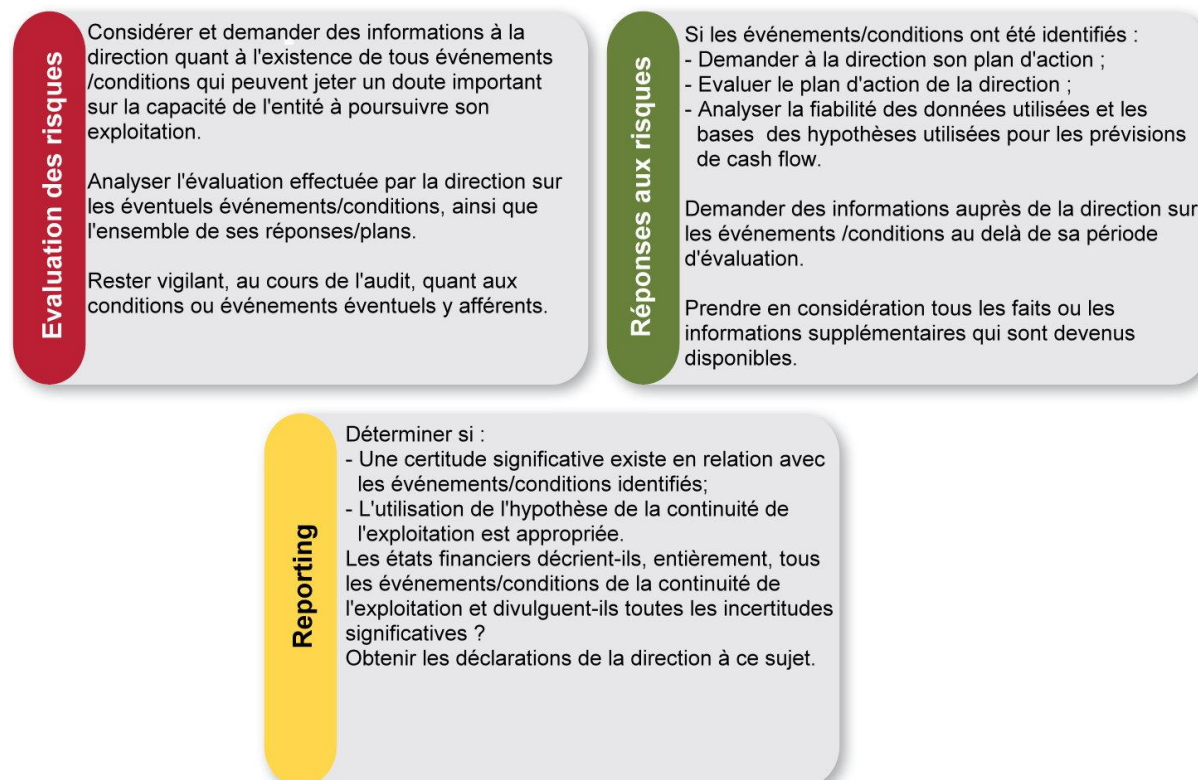 Evaluation des risques
Considérer et demander des informations à la
direction quant à l'existence de tous événements
/conditions qui peuvent jeter un doute important
sur la capacité de l'entité à poursuivre son
exploitation.
Analyser l'évaluation effectuée par la direction sur
les éventuels événements/conditions, ainsi que
l'ensemble de ses réponses/plans.
Rester vigilant, au cours de l'audit, quant aux
conditions ou événements éventuels y afférents.
Réponses aux risques
Si les événements/conditions ont été identifiés :
- Demander à la direction son plan d'action ;
- Evaluer le plan d'action de la direction ;
- Analyser la fiabilité des données utilisées et les
bases des hypothèses utilisées pour les prévisions
de cash flow.
Demander des informations auprès de la direction sur
les événements /conditions au delà de sa période
d'évaluation.
Prendre en considération tous les faits ou les
informations supplémentaires qui sont devenus
disponibles.
Reporting
Déterminer si :
- Une certitude significative existe en relation avec
les événements/conditions identifiés;
- L'utilisation de l'hypothèse de la continuité de
l'exploitation est appropriée.
Les états financiers décrient-ils, entièrement, tous
les événements/conditions de la continuité de
l'exploitation et divulguent-ils toutes les incertitudes
significatives ?
Obtenir les déclarations de la direction à ce sujet.